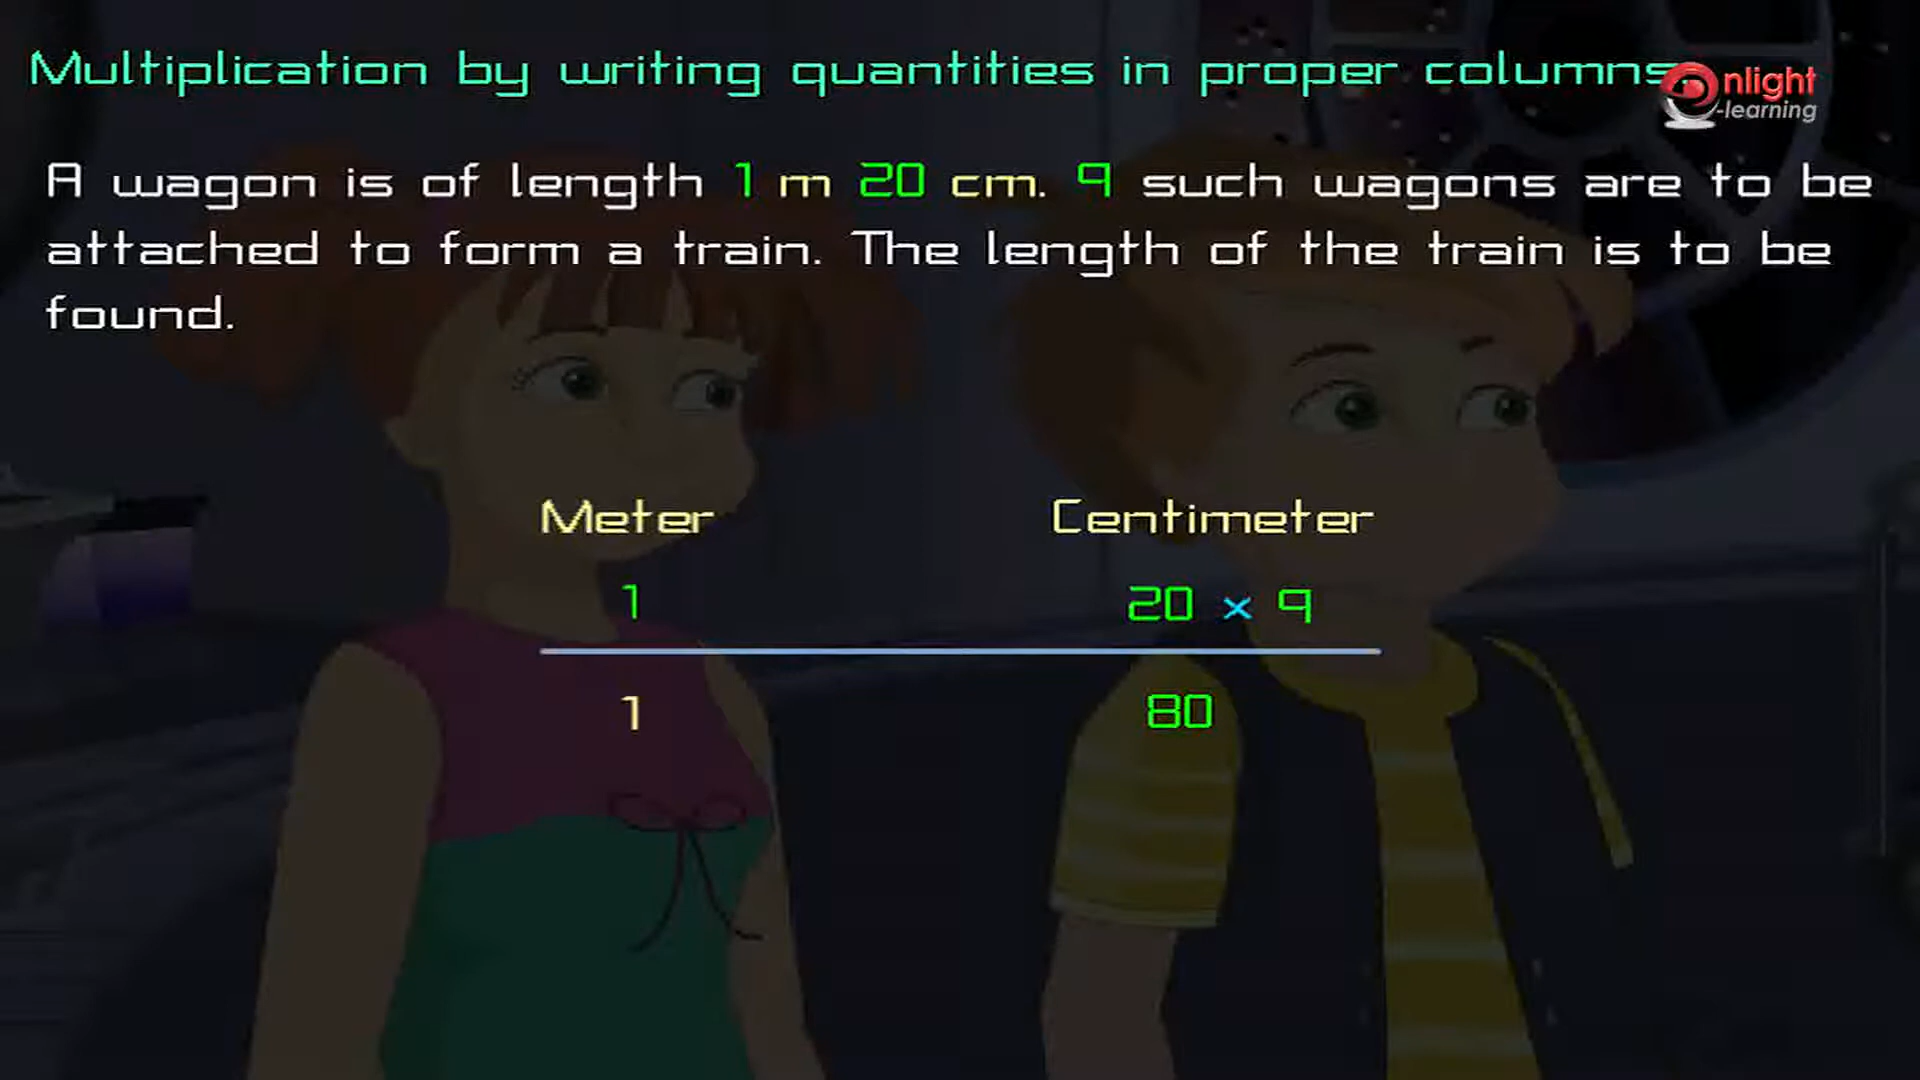 Multiplication by writing quantities in proper columns.
nlight
-learning
A wagon is of length 1 m 20 cm. 9 such wagons are to be
attached to form a train. The length of the train is to be
found.
Meter Centimeter
1 20 × 9
1 80